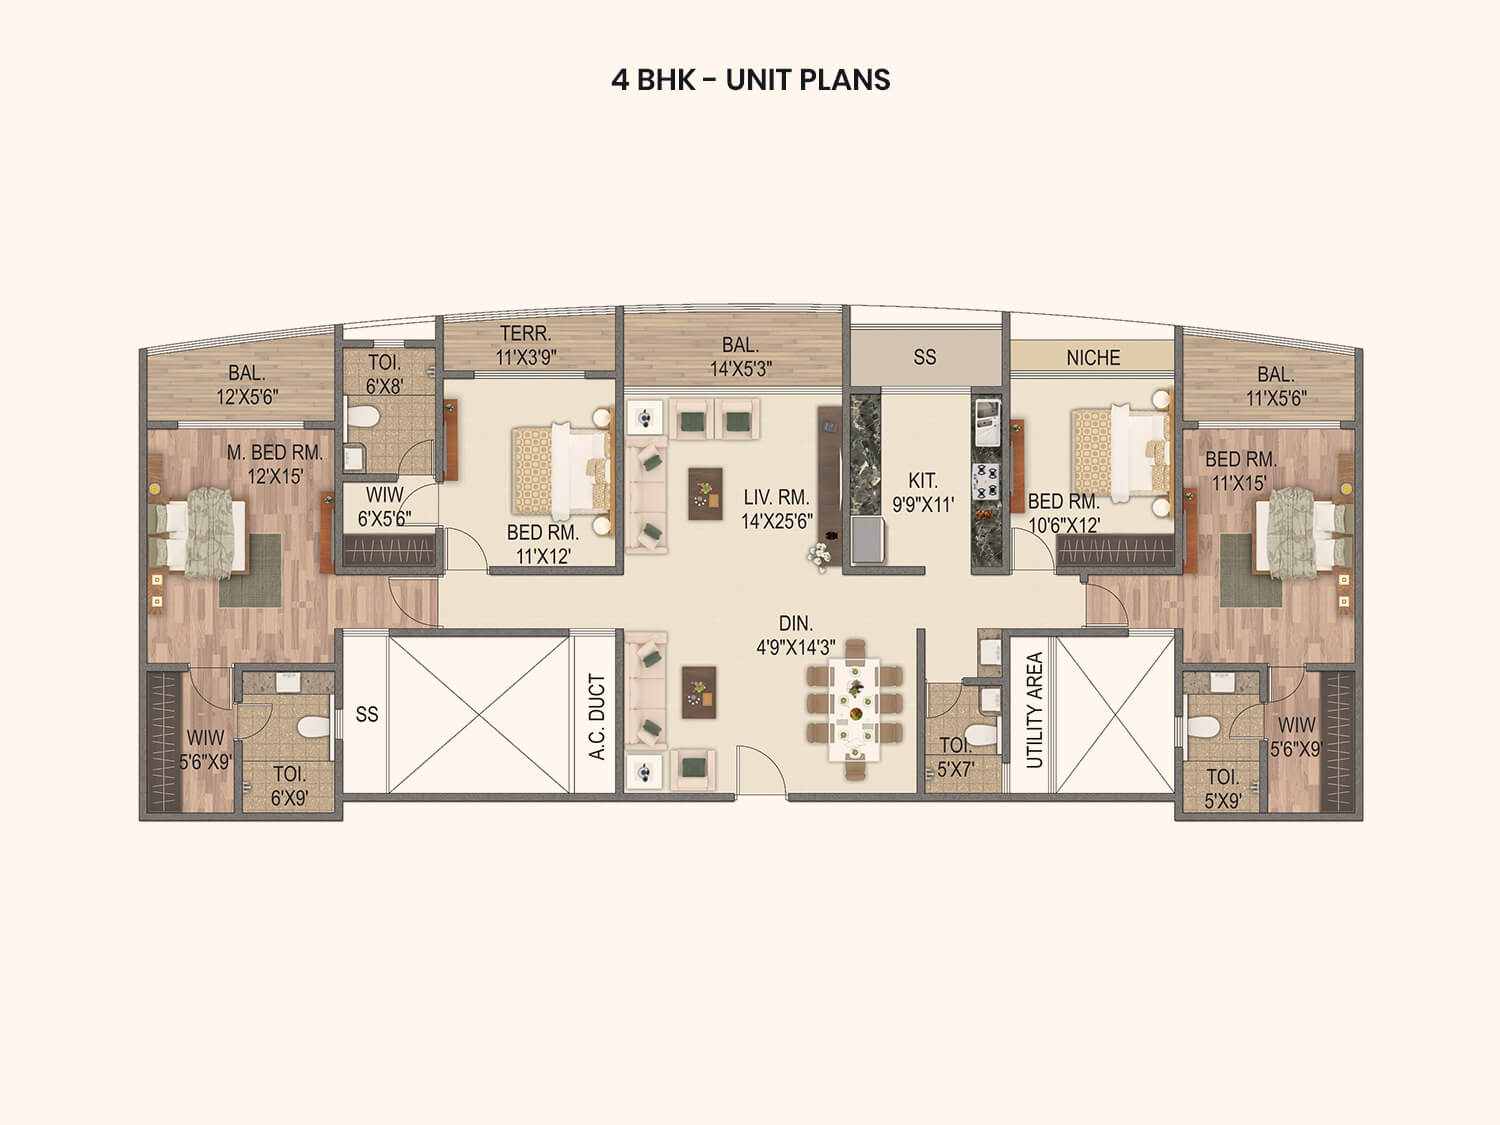 4 BHK - UNIT PLANS
BAL.
12'X5'6"
TOI.
6'X8'
TERR.
11'X3'9"
BAL.
14'X5'3"
SS
NICHE
BAL.
11'X5'6"
M. BED RM.
12'X15'
WIW
6'X5'6"
BED RM.
11'X12'
LIV. RM.
14'X25'6"
KIT.
9'9"X11'
BED RM.
10'6"X12'
BED RM.
11'X15'
DIN.
4'9"X14'3"
WIW
5'6"X9'
TOI.
6'X9'
SS
A.C. DUCT
TOI.
5'X7'
UTILITY AREA
TOI.
5'X9'
WIW
5'6"X9'